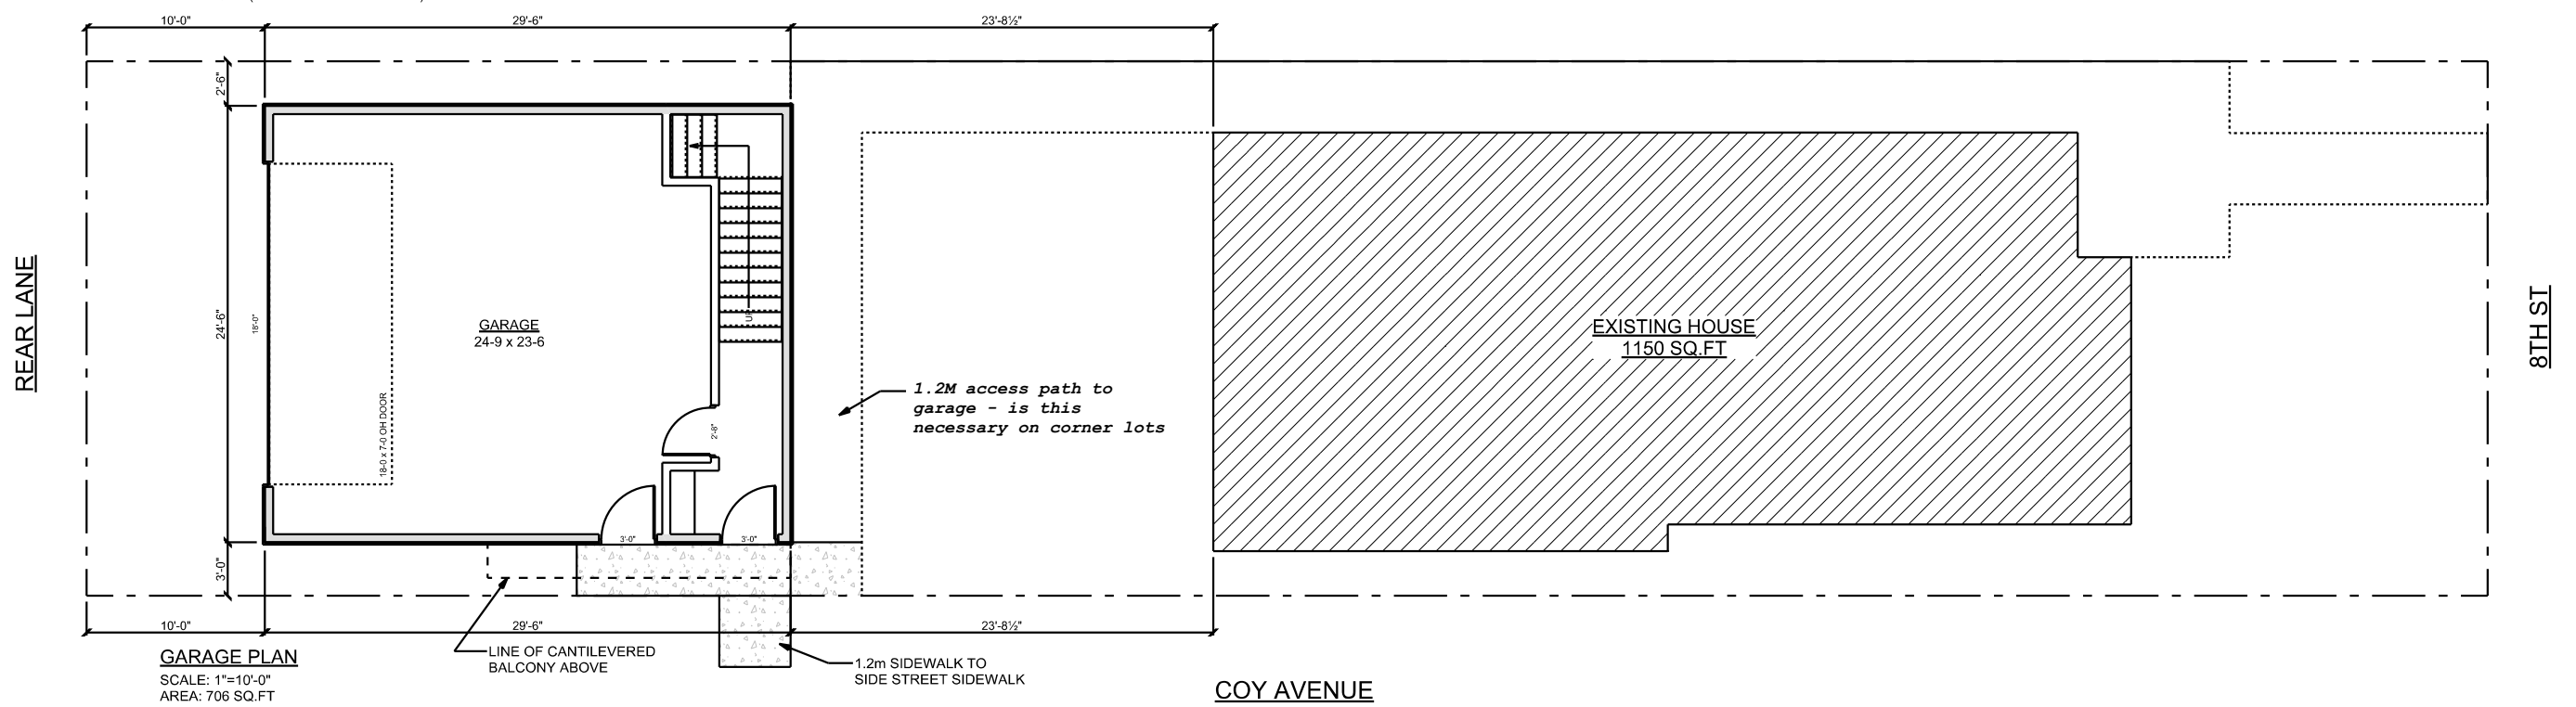 10'-0"
29'-6"
23'-8½"
2'-6"
24'-6"
3'-0"
18'-0"
REAR LANE
GARAGE
24-9 x 23-6
18-0 x 7-0 OH DOOR
UP
2'-8"
3'-0"
3'-0"
1.2M access path to
garage - is this
necessary on corner lots
EXISTING HOUSE
1150 SQ.FT
8TH ST
10'-0"
29'-6"
23'-8½"
GARAGE PLAN
SCALE: 1"=10'-0"
AREA: 706 SQ.FT
LINE OF CANTILEVERED
BALCONY ABOVE
1.2m SIDEWALK TO
SIDE STREET SIDEWALK
COY AVENUE